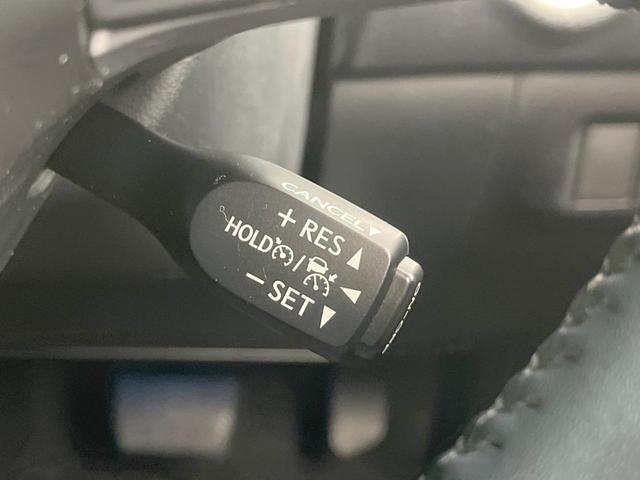 CANCEL▼
+ RES ▲
HOLD /
− SET ▼